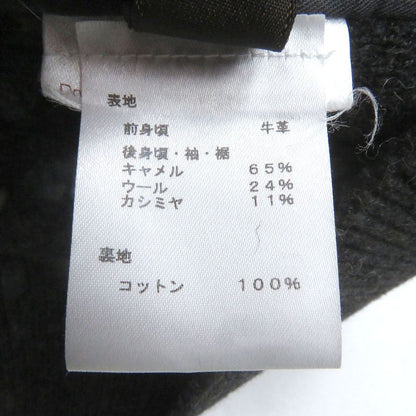 表地
前身頃 牛革
後身頃・袖・裾
キャメル 65%
ウール 24%
カシミヤ 11%
裏地
コットン 100%